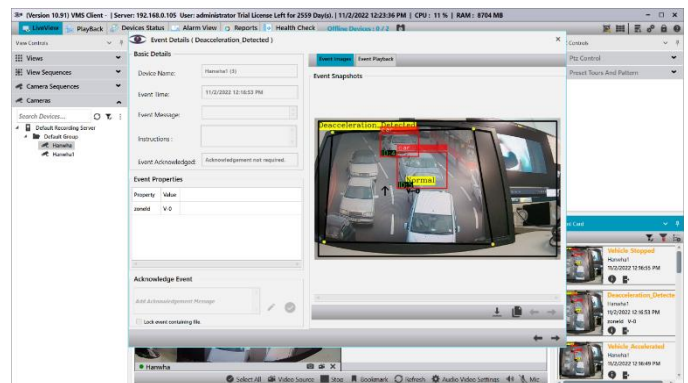 (Version 10.91) VMS Client - | Server: 192.168.0.105 User: administrator Trial License Left for 2559 Day(s). | 11/2/2022 12:23:36 PM | CPU : 11 % | RAM : 8704 MB
LiveView PlayBack Devices Status Alarm View Reports Health Check Offline Devices : 0 / 2
View Controls
Views
View Sequences
Camera Sequences
Cameras
Search Devices...
Default Recording Server
Default Group
Hanwha
Hanwha1
Event Details ( Deacceleration_Detected )
Basic Details
Device Name: Hanwha1 (3)
Event Time: 11/2/2022 12:16:53 PM
Event Message:
Instructions :
Event Acknowledged: Acknowledgement not required.
Event Properties
Property Value
zoneId V-0
Acknowledge Event
Add Acknowledgement Message
Lock event containing file.
Event Images Event Playback
Event Snapshots
Deacceleration_Detected
car
car
Normal
V-0
Controls
Ptz Control
Preset Tours And Pattern
Card
Vehicle Stopped
Hanwha1
11/2/2022 12:16:55 PM
Deacceleration_Detecte
Hanwha1
11/2/2022 12:16:53 PM
zoneId V-0
Vehicle Accelerated
Hanwha1
11/2/2022 12:16:49 PM
Hanwha
Select All Video Source Stop Bookmark Refresh Audio Video Settings Mic